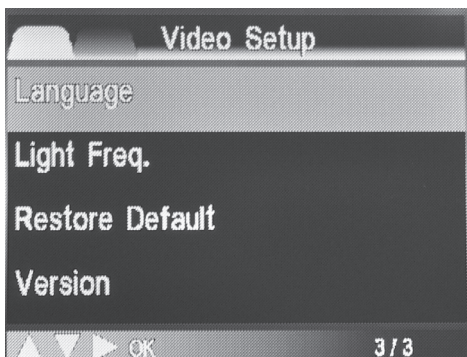 Video Setup
Language
Light Freq.
Restore Default
Version
OK 3/3